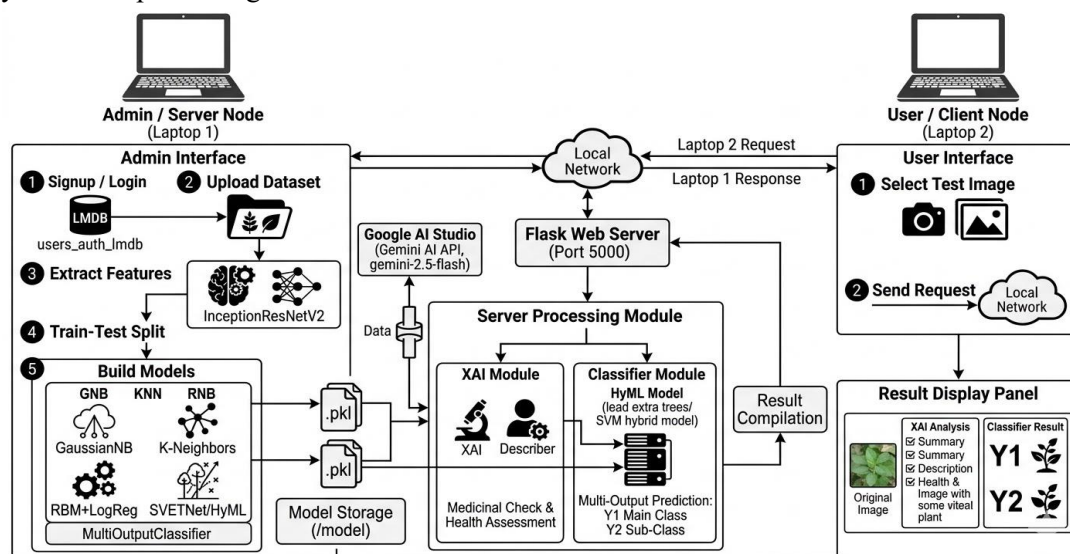 Admin / Server Node
(Laptop 1)
User / Client Node
(Laptop 2)
Admin Interface
1 Signup / Login
2 Upload Dataset
LMDB
users_auth_lmdb
3 Extract Features
InceptionResNetV2
4 Train-Test Split
5
Build Models
GNB KNN RNB
GaussianNB
K-Neighbors
RBM+LogReg
SVETNet/HyML
MultiOutputClassifier
.pkl
.pkl
Model Storage
(/model)
Google AI Studio
(Gemini AI API,
gemini-2.5-flash)
Data
Local
Network
Laptop 2 Request
Laptop 1 Response
Flask Web Server
(Port 5000)
Server Processing Module
XAI Module
XAI
Describer
Medicinal Check &
Health Assessment
Classifier
Module
HyML Model
(lead extra trees/
SVM hybrid model)
Multi-Output Prediction:
Y1 Main Class
Y2 Sub-Class
Result
Compilation
User Interface
1 Select Test Image
2 Send Request
Local
Network
Result Display Panel
Original
Image
XAI Analysis
Summary
Summary
Description
Health &
Image with
some viteal
plant
Classifier
Result
Y1
Y2